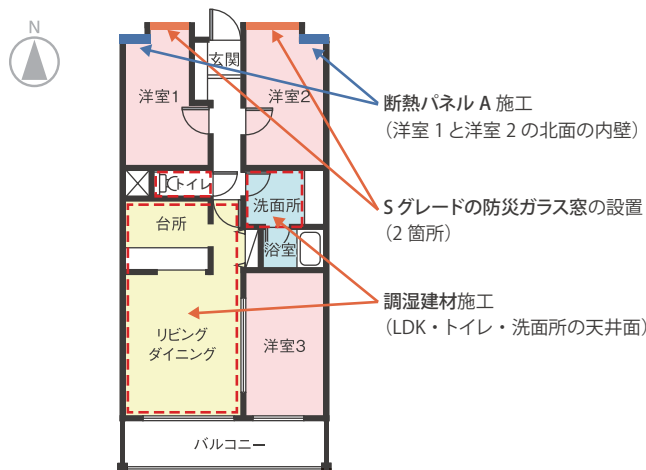 N
玄関
洋室1
洋室2
断熱パネル A 施工
（洋室 1 と洋室 2 の北面の内壁）
トイレ
洗面所
S グレードの防災ガラス窓の設置
（2 箇所）
台所
浴室
調湿建材施工
（LDK・トイレ・洗面所の天井面）
リビング
ダイニング
洋室3
バルコニー